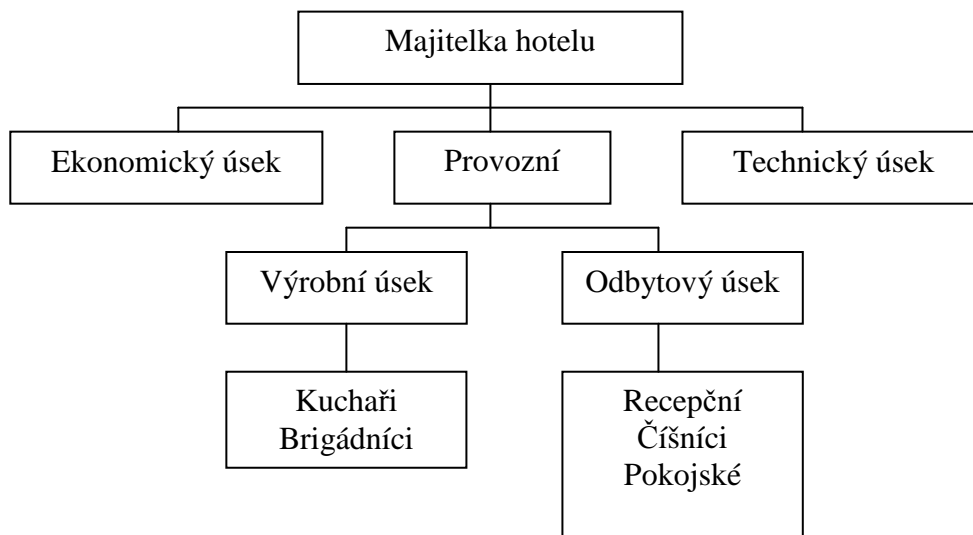 Majitelka hotelu
Ekonomický úsek
Provozní
Technický úsek
Výrobní úsek
Odbytový úsek
Kuchaři
Brigádníci
Recepční
Číšníci
Pokojské